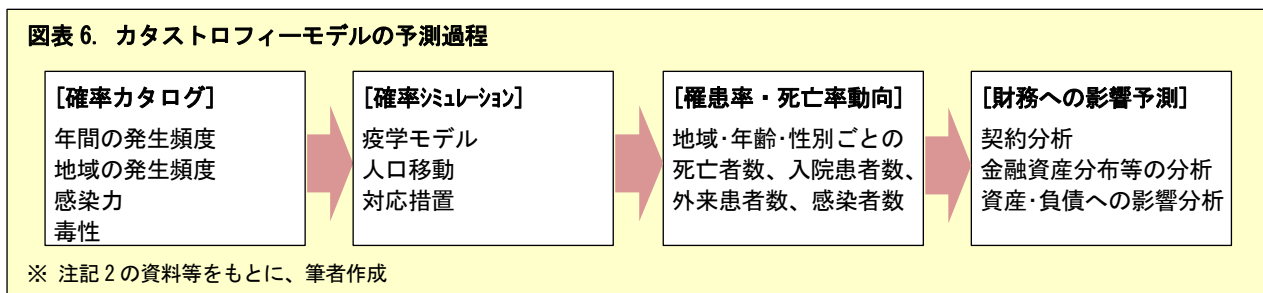 図表 6. カタストロフィーモデルの予測過程
[確率カタログ]
年間の発生頻度
地域の発生頻度
感染力
毒性
[確率ｼﾐｭﾚｰｼｮﾝ]
疫学モデル
人口移動
対応措置
[罹患率・死亡率動向]
地域･年齢･性別ごとの
死亡者数、入院患者数、
外来患者数、感染者数
[財務への影響予測]
契約分析
金融資産分布等の分析
資産･負債への影響分析
※ 注記 2 の資料等をもとに、筆者作成